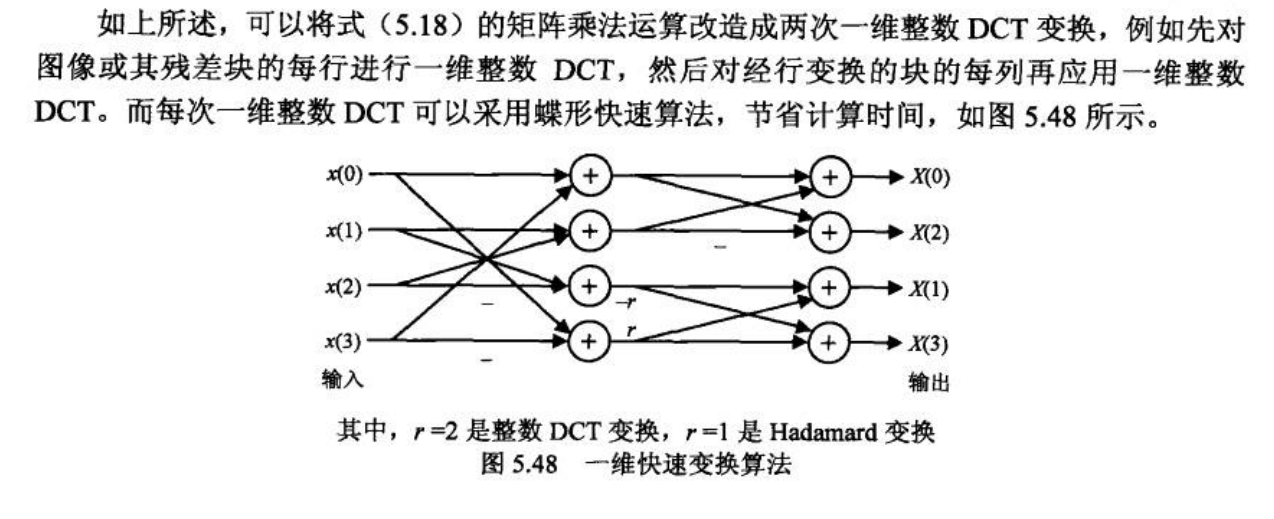 如上所述，可以将式（5.18）的矩阵乘法运算改造成两次一维整数 DCT 变换，例如先对
图像或其残差块的每行进行一维整数 DCT，然后对经行变换的块的每列再应用一维整数
DCT。而每次一维整数 DCT 可以采用蝶形快速算法，节省计算时间，如图 5.48 所示。
x(0) + + X(0)
x(1) + − + X(2)
x(2) − + −r + X(1)
x(3) − + r + X(3)
输入 输出
其中，r =2 是整数 DCT 变换，r =1 是 Hadamard 变换
图 5.48 一维快速变换算法